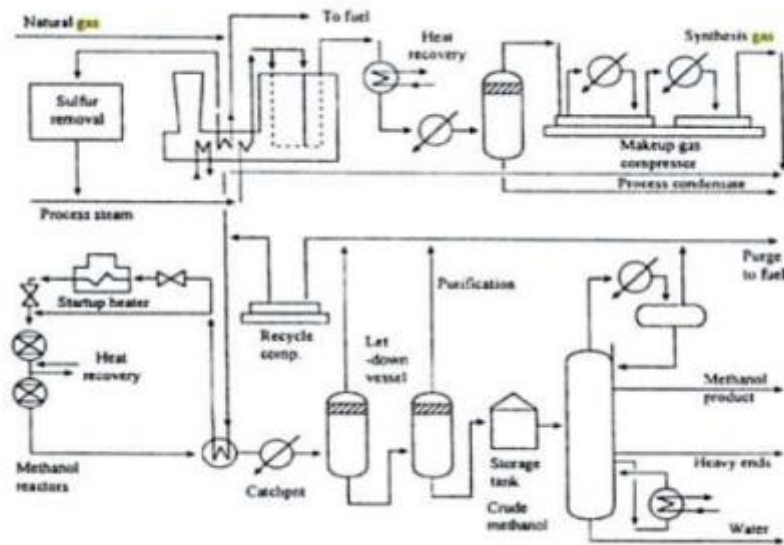 Natural gas
To fuel
Heat
recovery
Synthesis gas
Sulfur
removal
Makeup gas
compressor
Process condensate
Process steam
Purge
to fuel
Startup heater
Purification
Recycle
comp.
Let
-down
vessel
Heat
recovery
Methanol
product
Methanol
reactors
Catchpot
Storage
tank
Crude
methanol
Heavy ends
Water